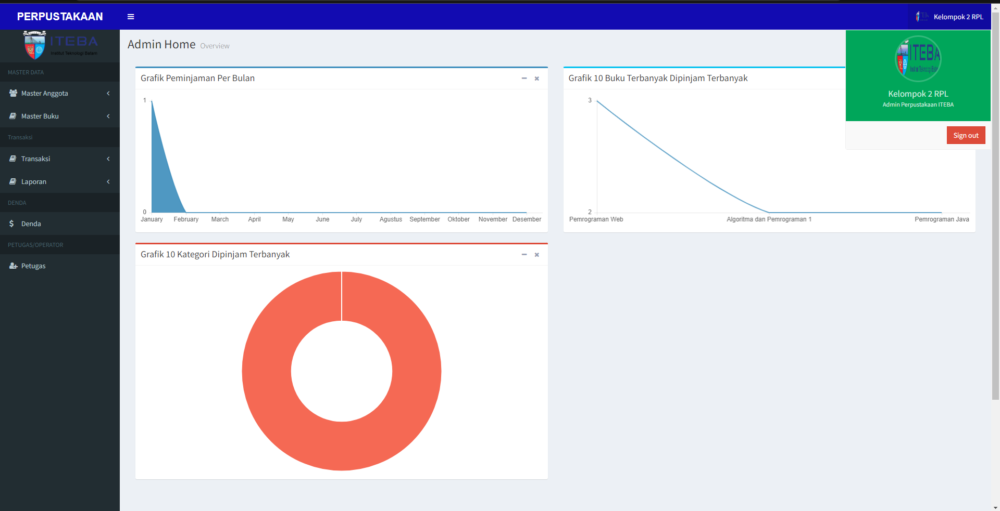 PERPUSTAKAAN
Kelompok 2 RPL
ITEBA
Institut Teknologi Batam
MASTER DATA
Master Anggota
Master Buku
Transaksi
Transaksi
Laporan
DENDA
$ Denda
PETUGAS/OPERATOR
Petugas
Admin Home Overview
Grafik Peminjaman Per Bulan
1
0
January February March April May June July Agustus September Oktober November Desember
Grafik 10 Buku Terbanyak Dipinjam Terbanyak
3
2
Pemrograman Web Algoritma dan Pemrograman 1 Pemrograman Java
ITEBA
Institut Teknologi Bata
Kelompok 2 RPL
Admin Perpustakaan ITEBA
Sign out
Grafik 10 Kategori Dipinjam Terbanyak